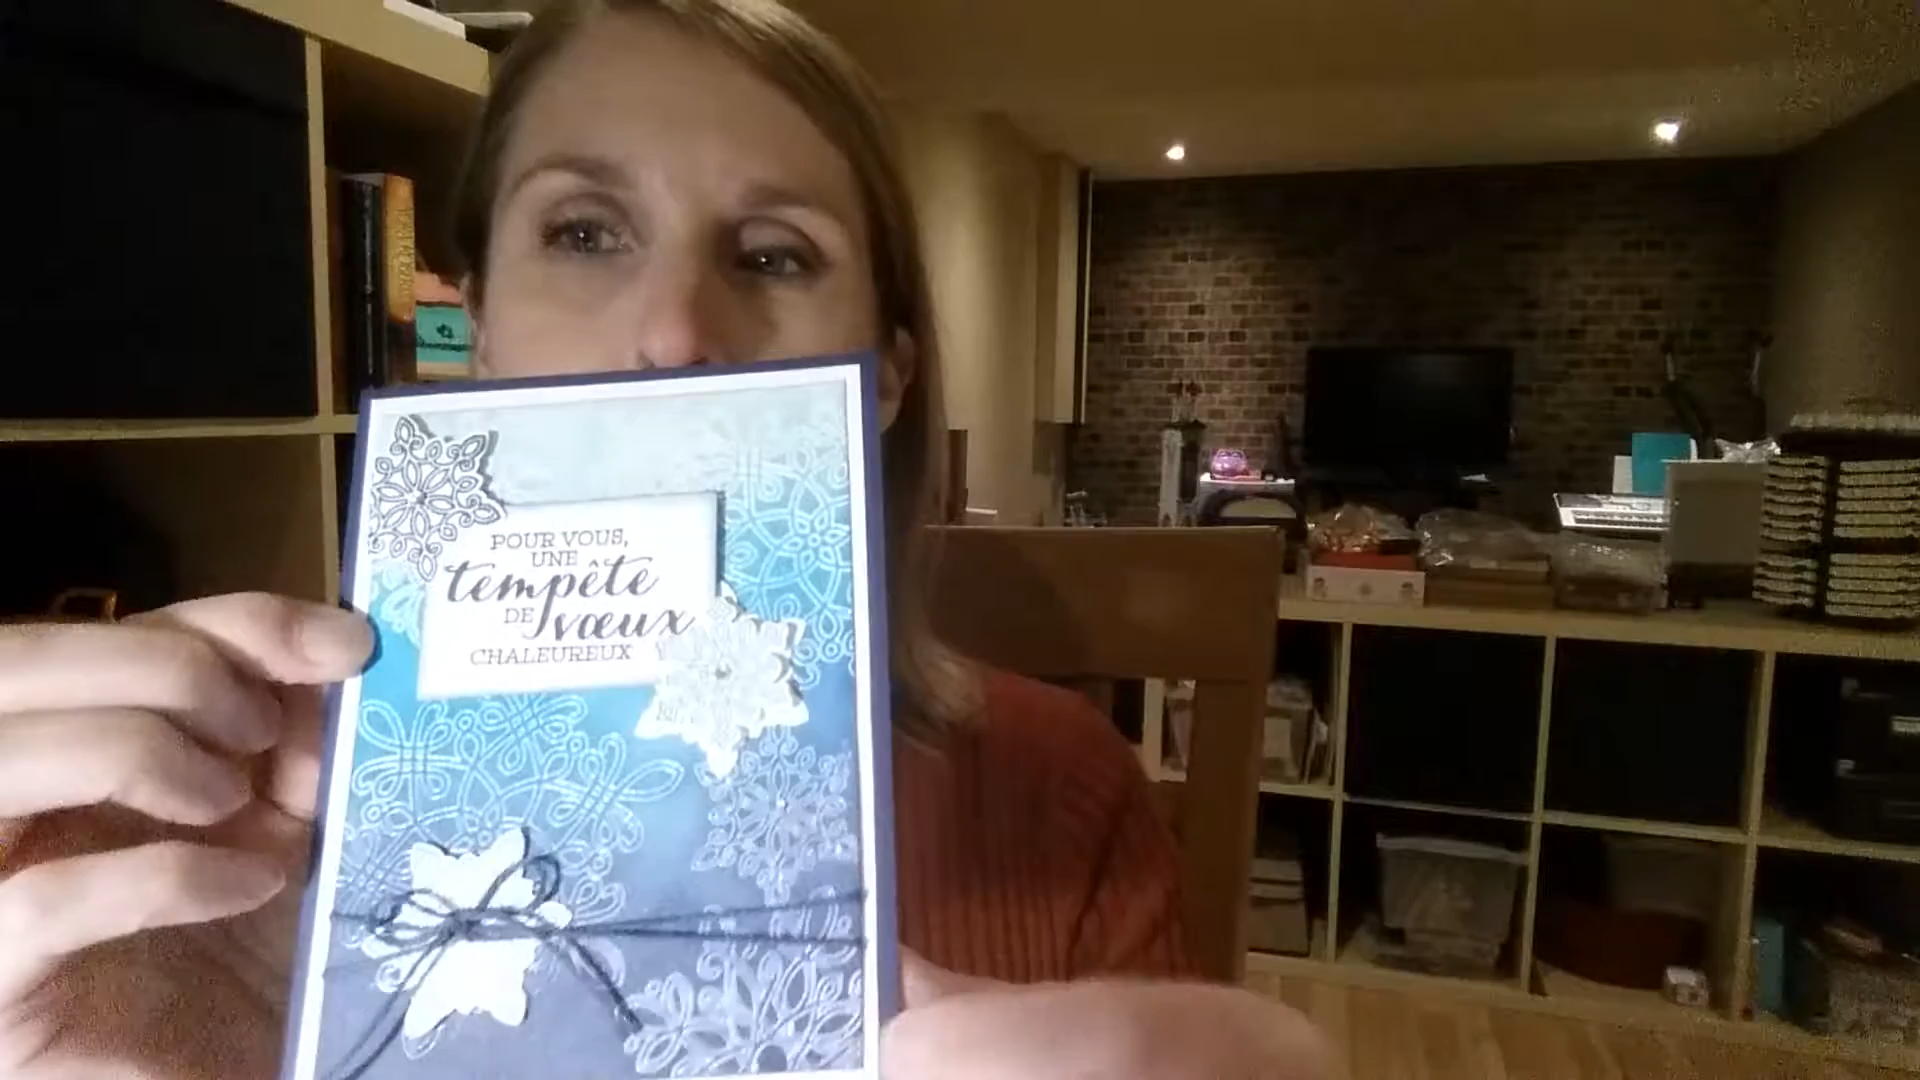 POUR VOUS,
UNE
tempête
DE vœux
CHALEUREUX